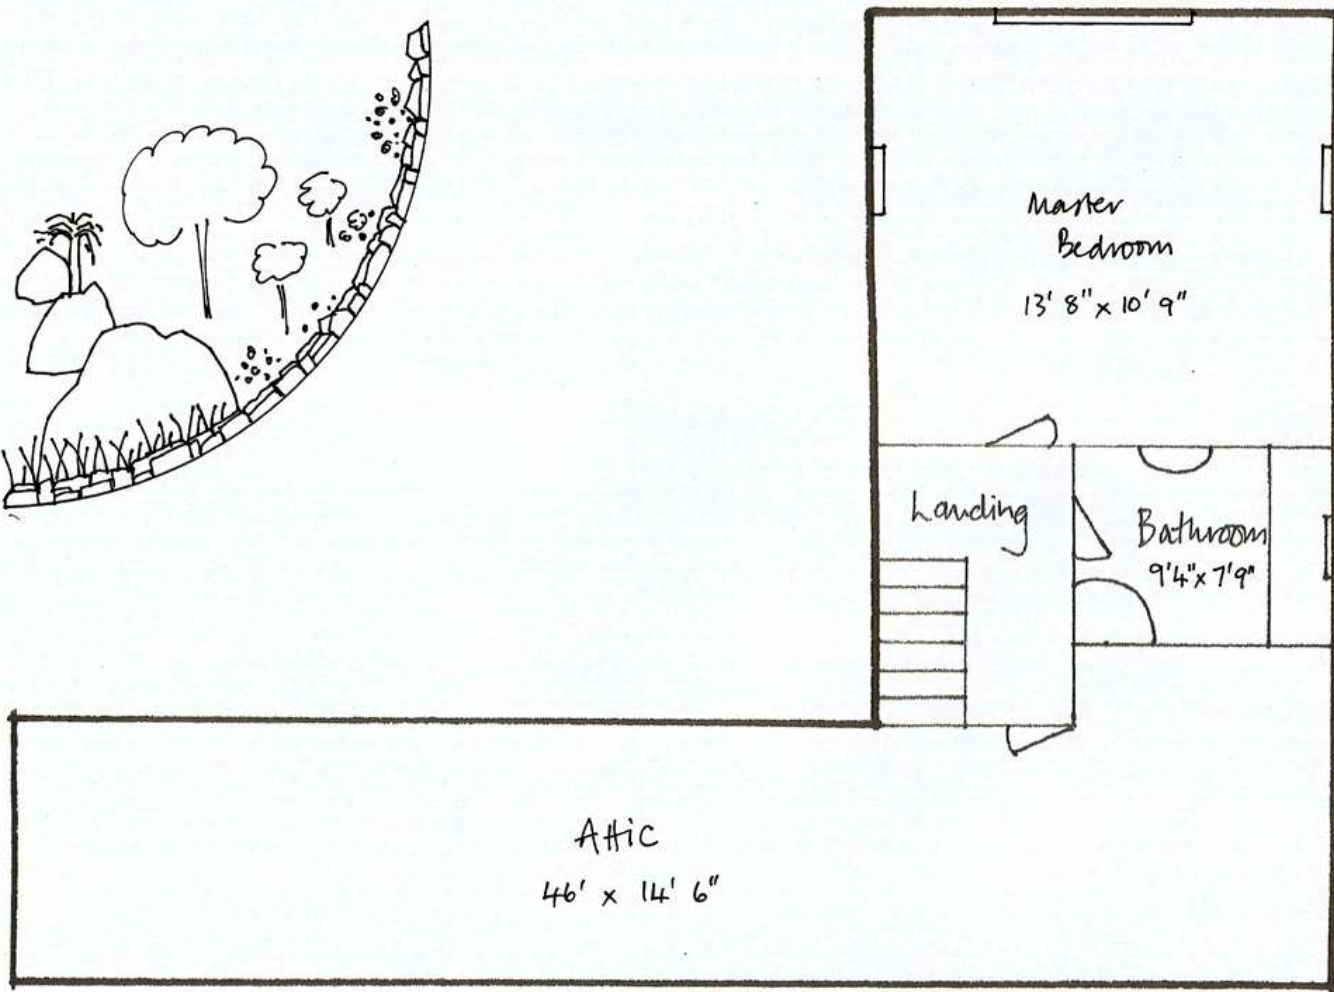 Master
Bedroom
13' 8" x 10' 9"
Landing
Bathroom
9'4" x 7'9"
Attic
46' x 14' 6"